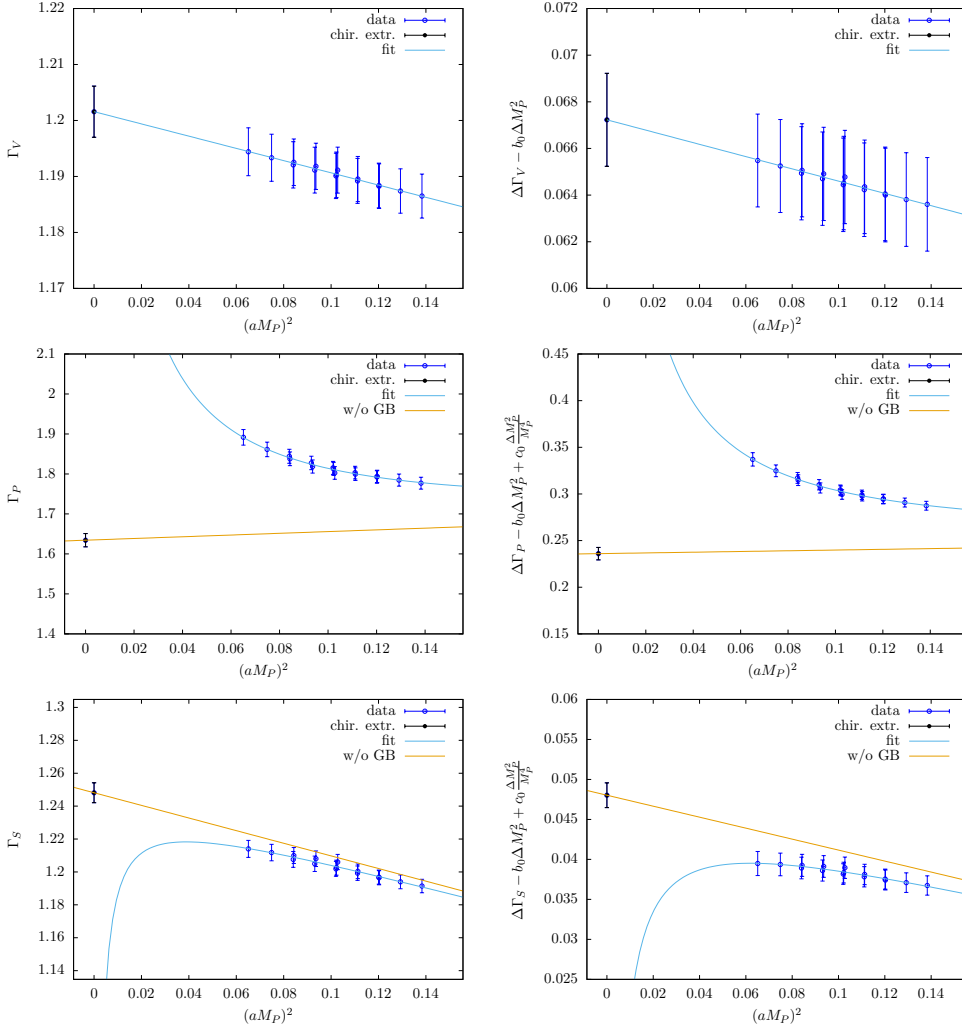 1.22
1.21
1.2
1.19
1.18
1.17
Γ_V
data
chir. extr.
fit
0 0.02 0.04 0.06 0.08 0.1 0.12 0.14
(aM_P)^2
0.07
0.068
0.066
0.064
0.062
0.06
ΔΓ_V − b_0ΔM_P^2
data
chir. extr.
fit
0 0.02 0.04 0.06 0.08 0.1 0.12 0.14
(aM_P)^2
2.1
2
1.9
1.8
1.7
1.6
1.5
1.4
Γ_P
data
chir. extr.
fit
w/o GB
0 0.02 0.04 0.06 0.08 0.1 0.12 0.14
(aM_P)^2
0.45
0.4
0.35
0.3
0.25
0.2
0.15
ΔΓ_P − b_0ΔM_P^2 + c_0 ΔM_P^2/M_P^4
data
chir. extr.
fit
w/o GB
0 0.02 0.04 0.06 0.08 0.1 0.12 0.14
(aM_P)^2
1.3
1.28
1.26
1.24
1.22
1.2
1.18
1.16
1.14
Γ_S
data
chir. extr.
fit
w/o GB
0 0.02 0.04 0.06 0.08 0.1 0.12 0.14
(aM_P)^2
0.06
0.055
0.05
0.045
0.04
0.035
0.03
0.025
ΔΓ_S − b_0ΔM_P^2 + c_0 ΔM_P^2/M_P^4
data
chir. extr.
fit
w/o GB
0 0.02 0.04 0.06 0.08 0.1 0.12 0.14
(aM_P)^2